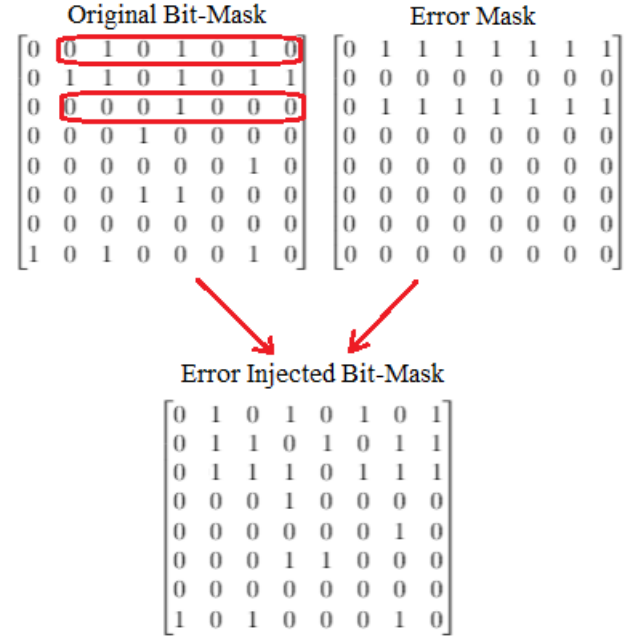 Original Bit-Mask Error Mask
0 0 1 0 1 0 1 0 0 1 1 1 1 1 1 1
0 1 1 0 1 0 1 1 0 0 0 0 0 0 0 0
0 0 0 0 1 0 0 0 0 1 1 1 1 1 1 1
0 0 0 1 0 0 0 0 0 0 0 0 0 0 0 0
0 0 0 0 0 0 1 0 0 0 0 0 0 0 0 0
0 0 0 1 1 0 0 0 0 0 0 0 0 0 0 0
0 0 0 0 0 0 0 0 0 0 0 0 0 0 0 0
1 0 1 0 0 0 1 0 0 0 0 0 0 0 0 0
Error Injected Bit-Mask
0 1 0 1 0 1 0 1
0 1 1 0 1 0 1 1
0 1 1 1 0 1 1 1
0 0 0 1 0 0 0 0
0 0 0 0 0 0 1 0
0 0 0 1 1 0 0 0
0 0 0 0 0 0 0 0
1 0 1 0 0 0 1 0